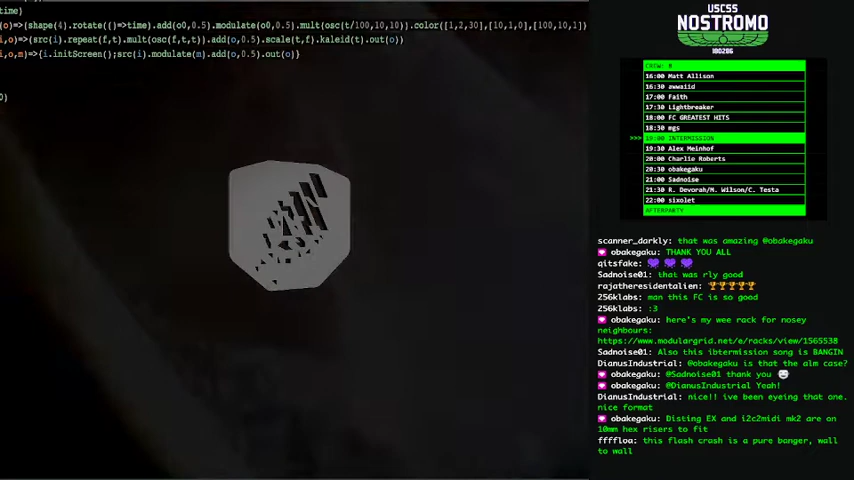 time}
(o)=>(shape(4).rotate(()=>time).add(o0,0.5).modulate(o0,0.5).mult(osc(t/100,10,10)).color([1,2,30],[10,1,0],[100,10,1])
i,o)=>(src(i).repeat(f,t).mult(osc(f,t,t)).add(o,0.5).scale(t,f).kaleid(t).out(o))
i,o,m)=>{i.initScreen();src(i).modulate(m).add(o,0.5).out(o)}
0)
USCSS
NOSTROMO
180286
CREW: 8
16:00 Matt Allison
16:30 awwaiid
17:00 Faith
17:30 Lightbreaker
18:00 FC GREATEST HITS
18:30 mgs
>>> 19:00 INTERMISSION
19:30 Alex Meinhof
20:00 Charlie Roberts
20:30 obakegaku
21:00 Sadnoise
21:30 R. Devorah/M. Wilson/C. Testa
22:00 sixolet
AFTERPARTY
scanner_darkly: that was amazing @obakegaku
obakegaku: THANK YOU ALL
qitsfake:
Sadnoise01: that was rly good
rajatheresidentalien:
256klabs: man this FC is so good
256klabs: :3
obakegaku: here's my wee rack for nosey
neighbours:
https://www.modulargrid.net/e/racks/view/1565538
Sadnoise01: Also this ibtermission song is BANGIN
DianusIndustrial: @obakegaku is that the alm case?
obakegaku: @Sadnoise01 thank you
obakegaku: @DianusIndustrial Yeah!
DianusIndustrial: nice!! ive been eyeing that one.
nice format
obakegaku: Disting EX and i2c2midi mk2 are on
10mm hex risers to fit
ffffloa: this flash crash is a pure banger, wall
to wall